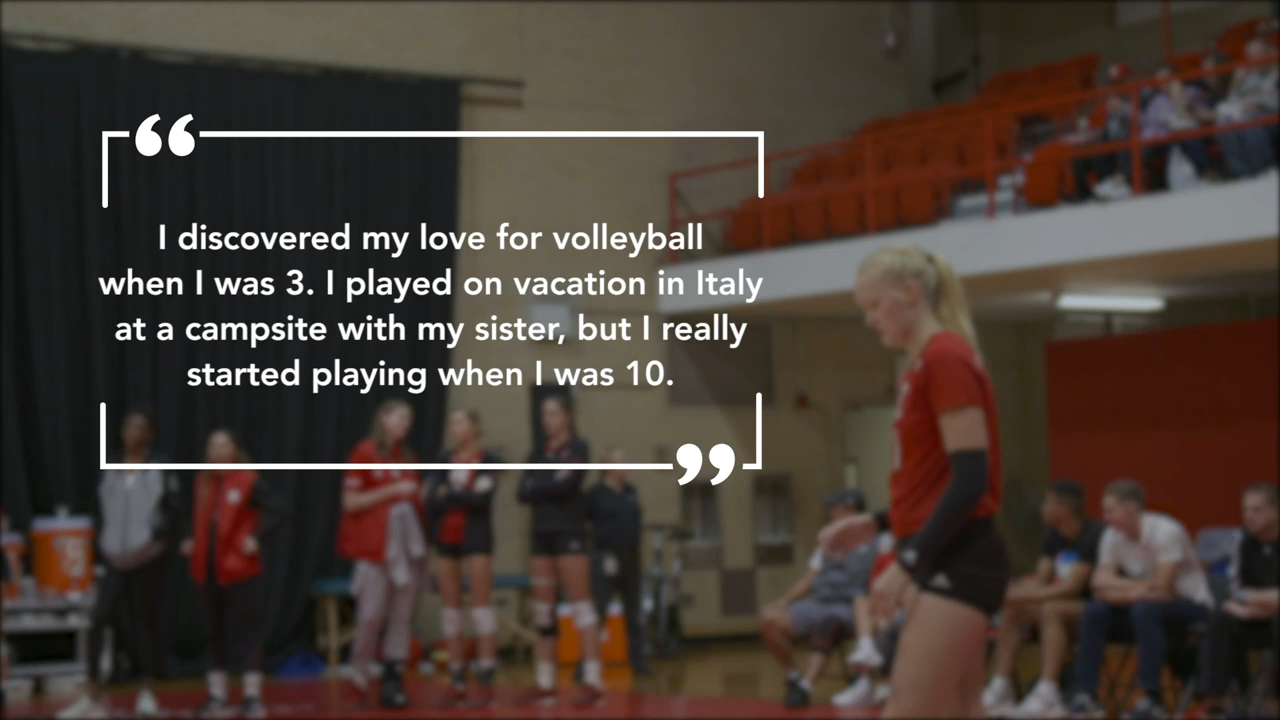 “
I discovered my love for volleyball
when I was 3. I played on vacation in Italy
at a campsite with my sister, but I really
started playing when I was 10.
”